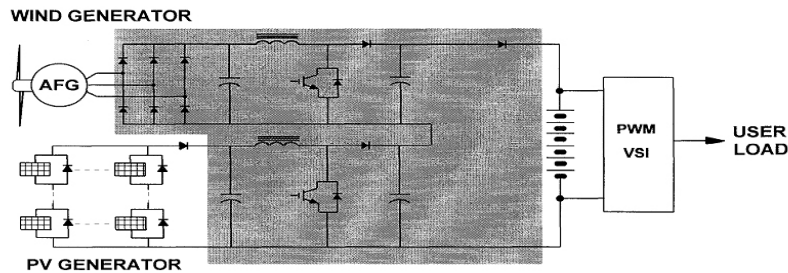 WIND GENERATOR
AFG
PWM
VSI
USER
LOAD
PV GENERATOR